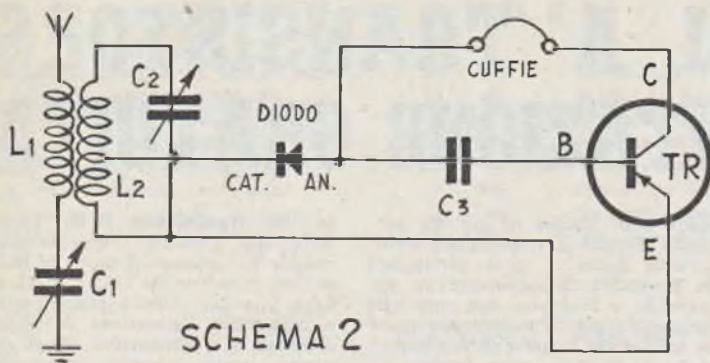 CUFFIE
C
C2
DIODO
B
TR
L1
L2
CAT.
AN.
C3
E
C1
SCHEMA 2